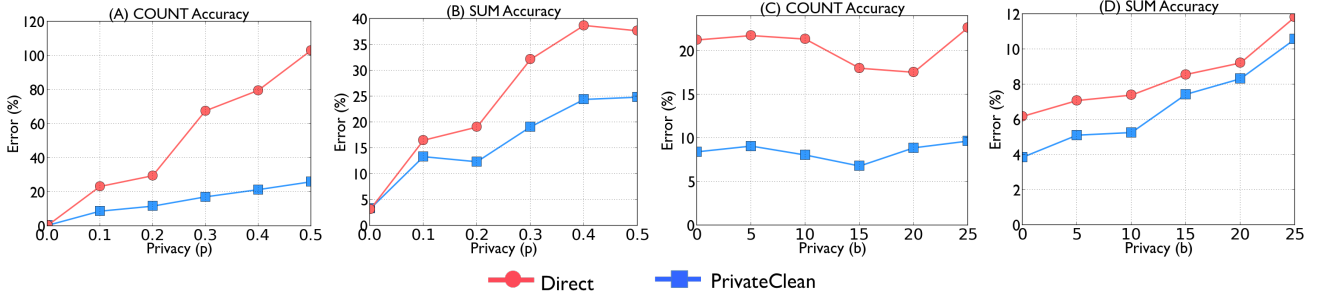 (A) COUNT Accuracy
120
100
80
60
40
20
0
Error (%)
0.0 0.1 0.2 0.3 0.4 0.5
Privacy (p)
(B) SUM Accuracy
40
35
30
25
20
15
10
5
0
Error (%)
0.0 0.1 0.2 0.3 0.4 0.5
Privacy (p)
(C) COUNT Accuracy
20
15
10
5
0
Error (%)
0 5 10 15 20 25
Privacy (b)
(D) SUM Accuracy
12
10
8
6
4
2
0
Error (%)
0 5 10 15 20 25
Privacy (b)
Direct PrivateClean